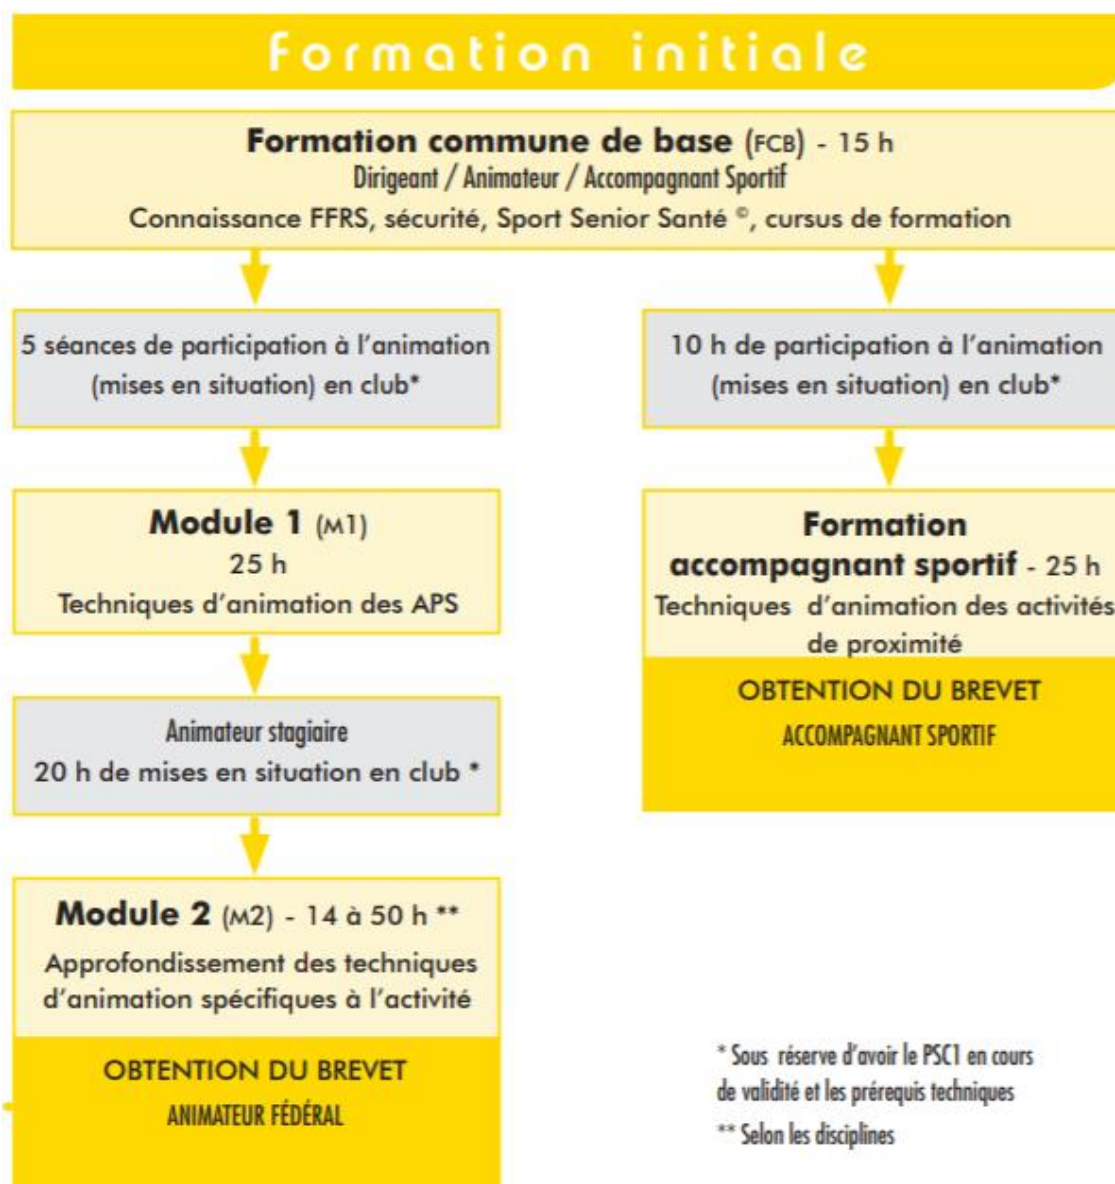 Formation initiale
Formation commune de base (FCB) - 15 h
Dirigeant / Animateur / Accompagnant Sportif
Connaissance FFRS, sécurité, Sport Senior Santé ©, cursus de formation
5 séances de participation à l'animation
(mises en situation) en club*
Module 1 (M1)
25 h
Techniques d'animation des APS
Animateur stagiaire
20 h de mises en situation en club *
Module 2 (M2) - 14 à 50 h **
Approfondissement des techniques
d'animation spécifiques à l'activité
OBTENTION DU BREVET
ANIMATEUR FÉDÉRAL
10 h de participation à l'animation
(mises en situation) en club*
Formation
accompagnant sportif - 25 h
Techniques d'animation des activités
de proximité
OBTENTION DU BREVET
ACCOMPAGNANT SPORTIF
* Sous réserve d'avoir le PSC1 en cours
de validité et les prérequis techniques
** Selon les disciplines